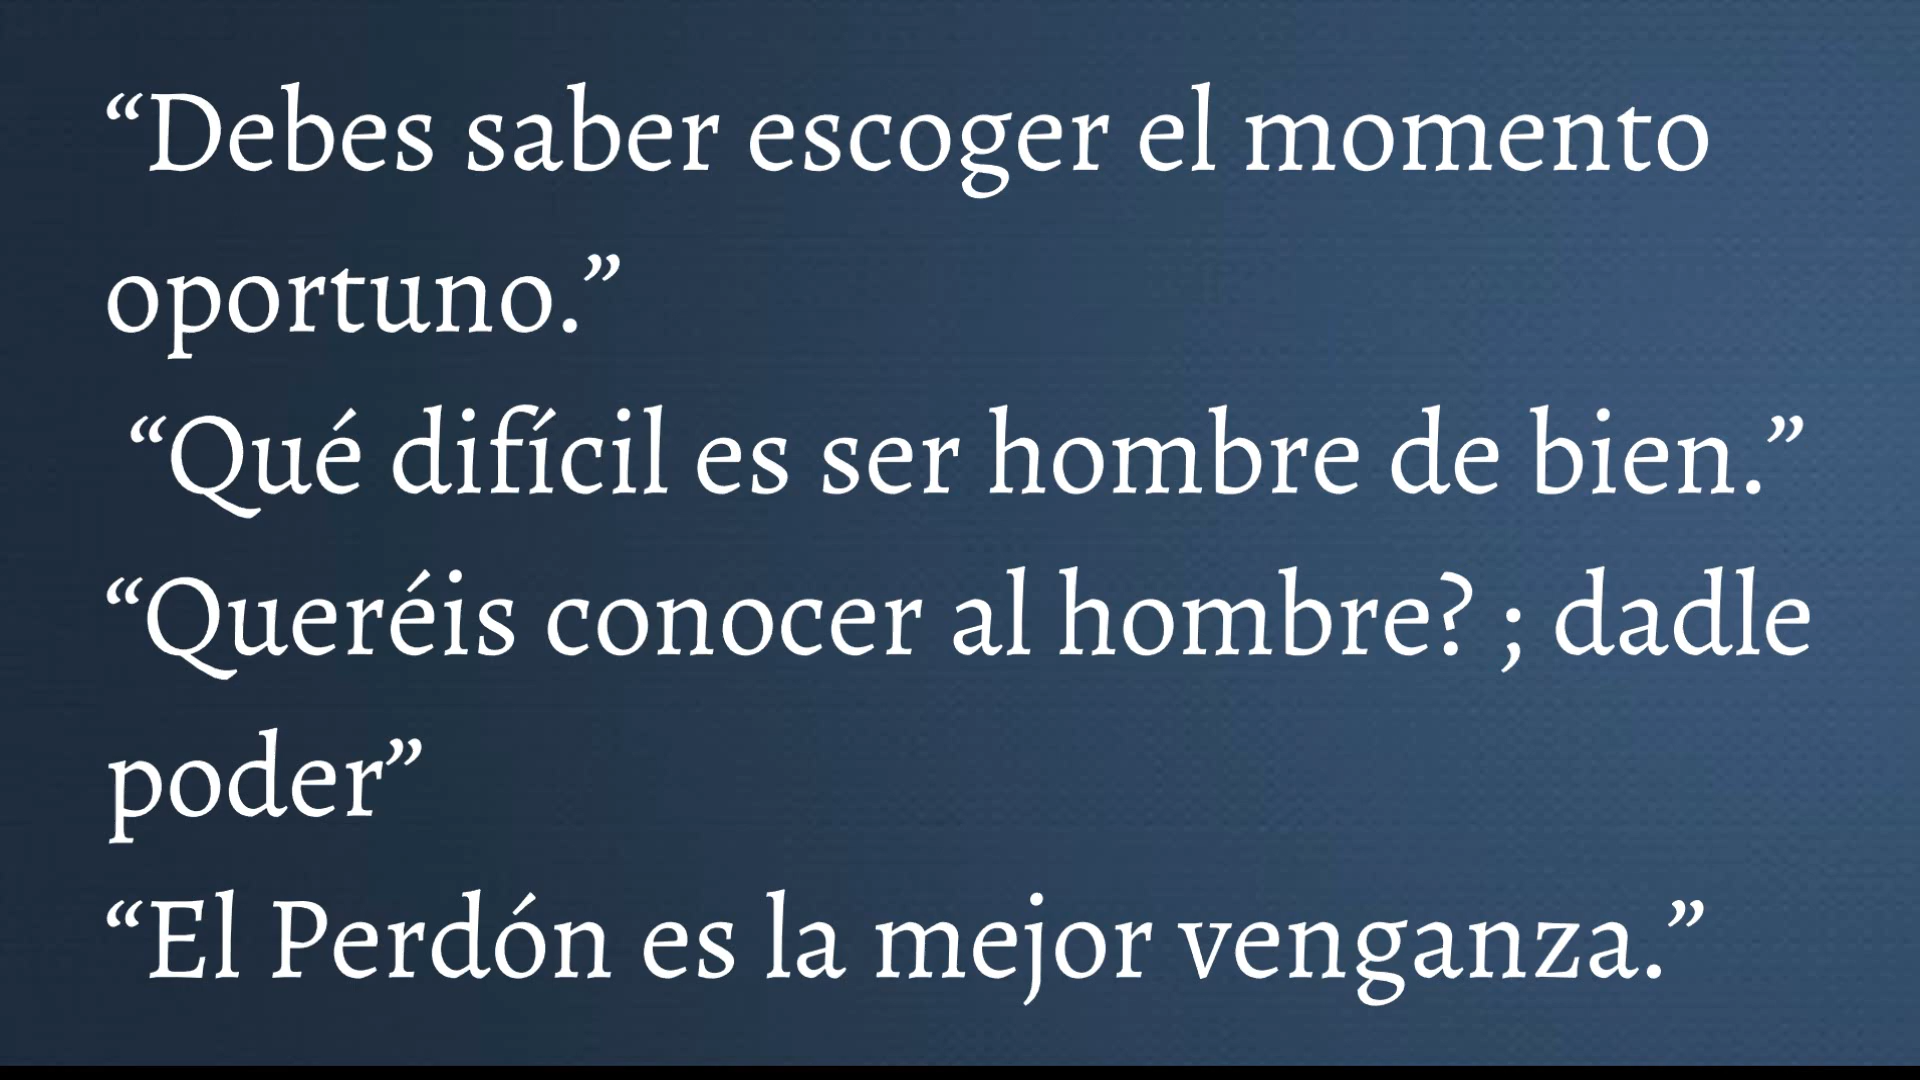 “Debes saber escoger el momento
oportuno.”
“Qué difícil es ser hombre de bien.”
“Queréis conocer al hombre? ; dadle
poder”
“El Perdón es la mejor venganza.”